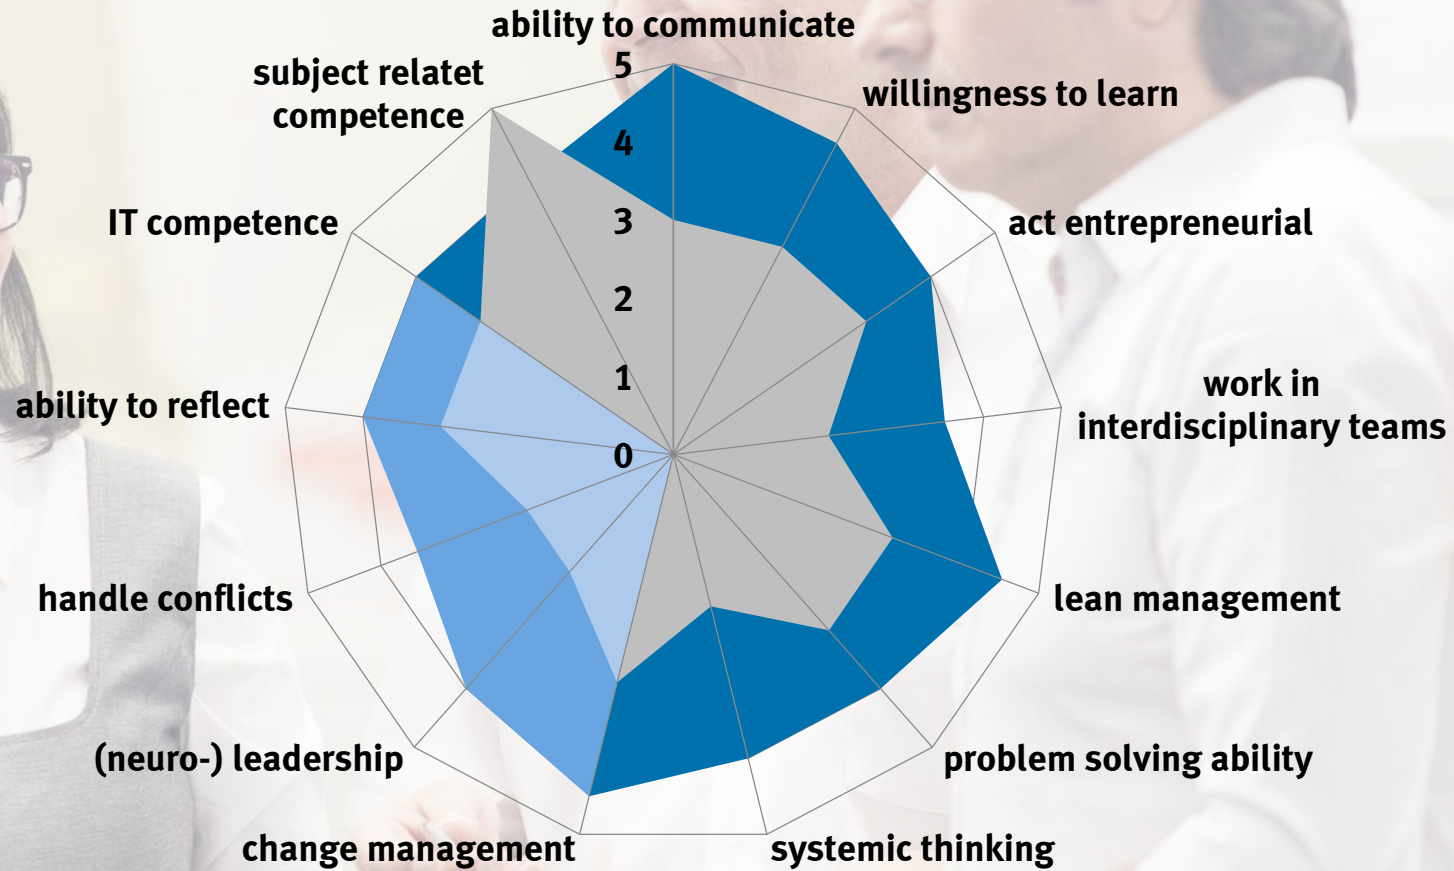 ability to communicate
subject relatet
competence
willingness to learn
IT competence
act entrepreneurial
ability to reflect
work in
interdisciplinary teams
handle conflicts
lean management
(neuro-) leadership
problem solving ability
change management
systemic thinking
5
4
3
2
1
0